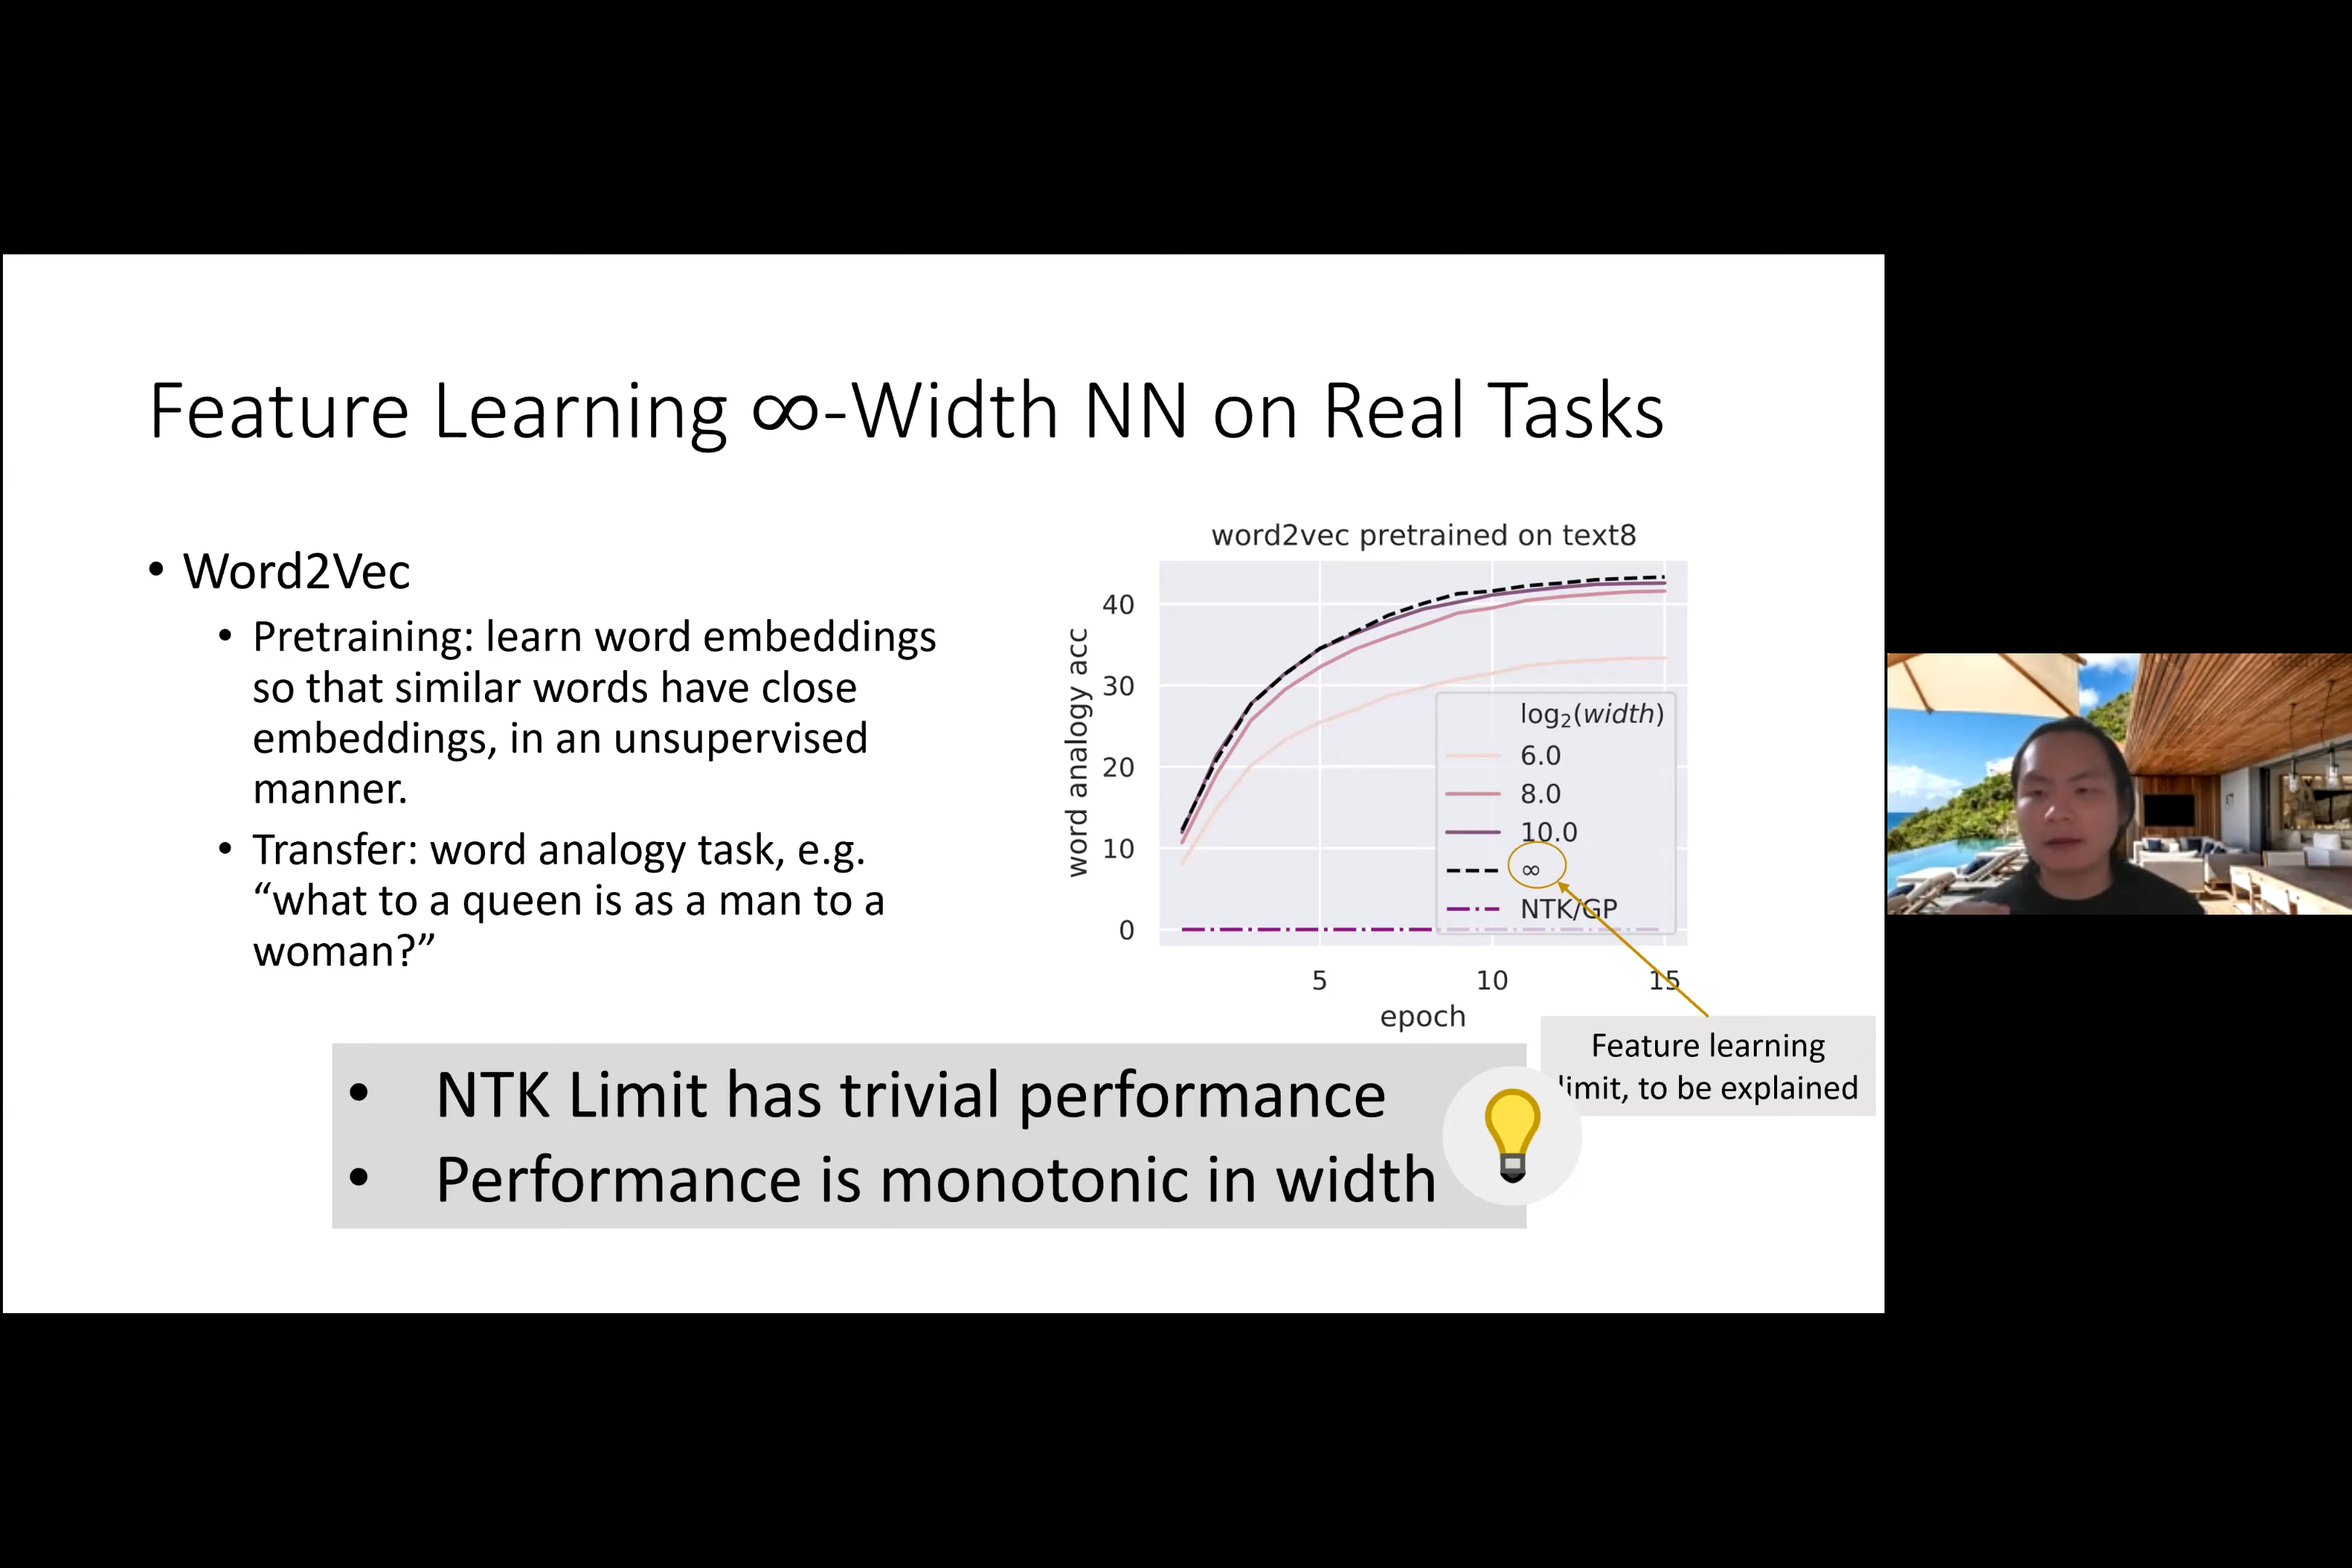 Feature Learning ∞-Width NN on Real Tasks
• Word2Vec
• Pretraining: learn word embeddings
so that similar words have close
embeddings, in an unsupervised
manner.
• Transfer: word analogy task, e.g.
“what to a queen is as a man to a
woman?”
word2vec pretrained on text8
word analogy acc
40
30
20
10
0
log₂(width)
6.0
8.0
10.0
∞
NTK/GP
5 10 15
epoch
Feature learning
limit, to be explained
• NTK Limit has trivial performance
• Performance is monotonic in width